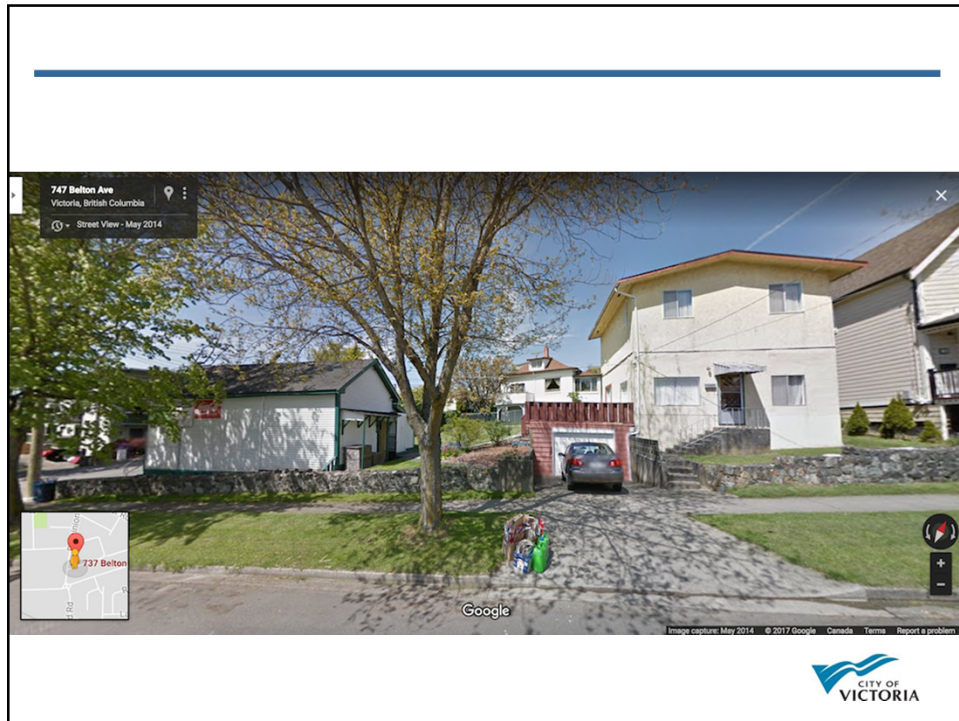 747 Belton Ave
Victoria, British Columbia
Street View - May 2014
737 Belton
Google
Image capture: May 2014 © 2017 Google Canada Terms Report a problem
CITY OF
VICTORIA